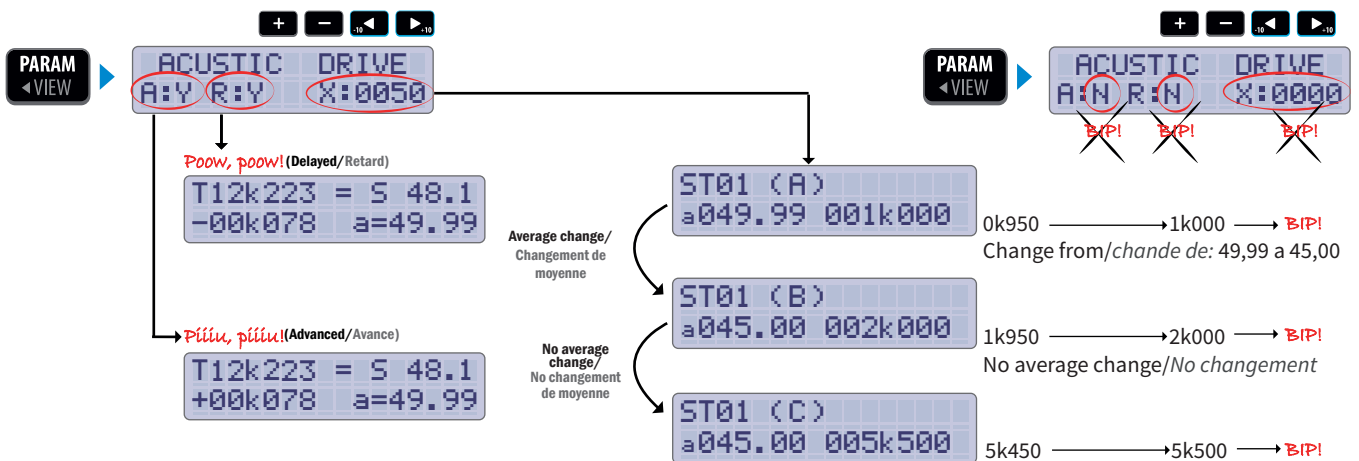 + − -10◄ ►+10
PARAM
◄VIEW
ACUSTIC DRIVE
A:Y R:Y X:0050
Poow, poow! (Delayed/Retard)
T12k223 = S 48.1
-00k078 a=49.99
Pííiu, pííiu! (Advanced/Avance)
T12k223 = S 48.1
+00k078 a=49.99
Average change/
Changement de
moyenne
No average
change/
No changement
de moyenne
ST01 (A)
a049.99 001k000
ST01 (B)
a045.00 002k000
ST01 (C)
a045.00 005k500
+ − -10◄ ►+10
PARAM
◄VIEW
ACUSTIC DRIVE
A:N R:N X:0000
BIP! BIP! BIP!
0k950 1k000 BIP!
Change from/chande de: 49,99 a 45,00
1k950 2k000 BIP!
No average change/No changement
5k450 5k500 BIP!